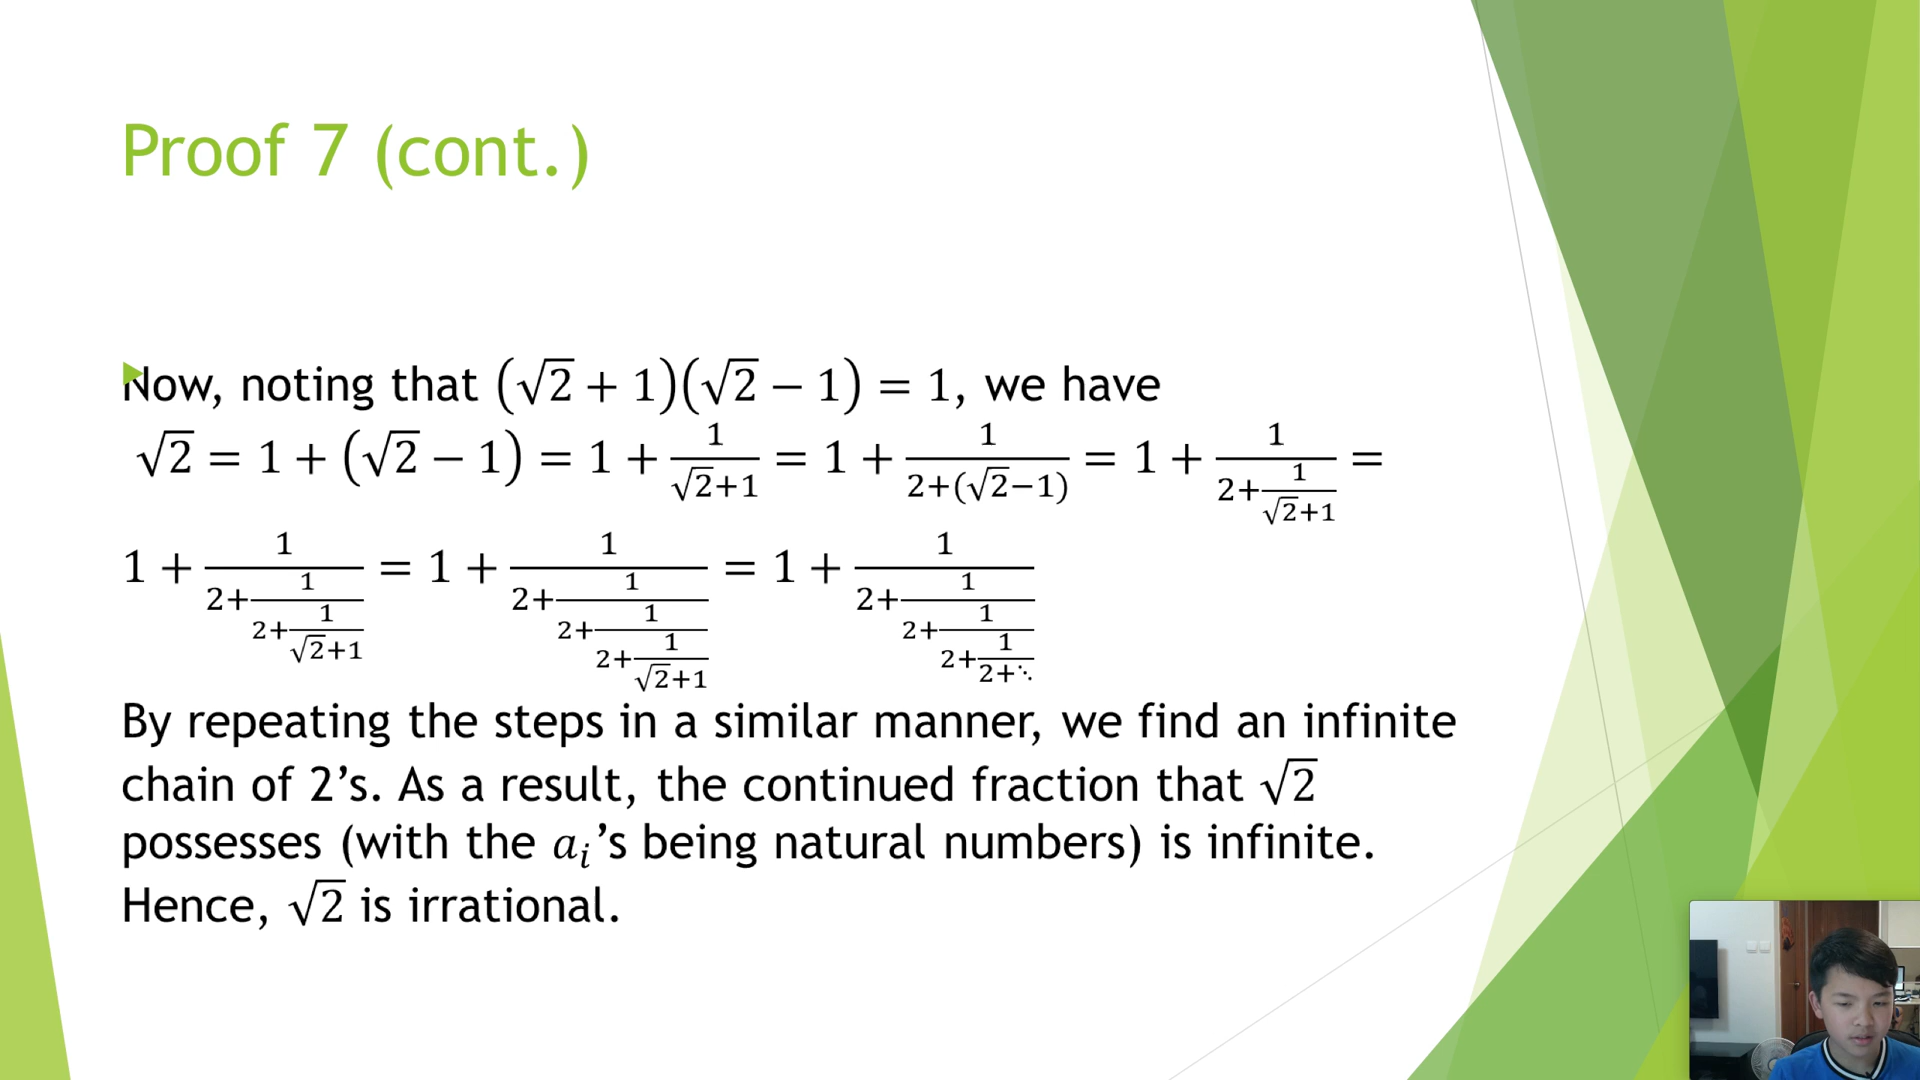 Proof 7 (cont.)
Now, noting that (√2 + 1)(√2 − 1) = 1, we have
√2 = 1 + (√2 − 1) = 1 + 1/(√2+1) = 1 + 1/(2+(√2−1)) = 1 + 1/(2+1/(√2+1)) =
1 + 1/(2+1/(2+1/(√2+1))) = 1 + 1/(2+1/(2+1/(2+1/(√2+1)))) = 1 + 1/(2+1/(2+1/(2+1/(2+⋱))))
By repeating the steps in a similar manner, we find an infinite
chain of 2’s. As a result, the continued fraction that √2
possesses (with the aᵢ’s being natural numbers) is infinite.
Hence, √2 is irrational.